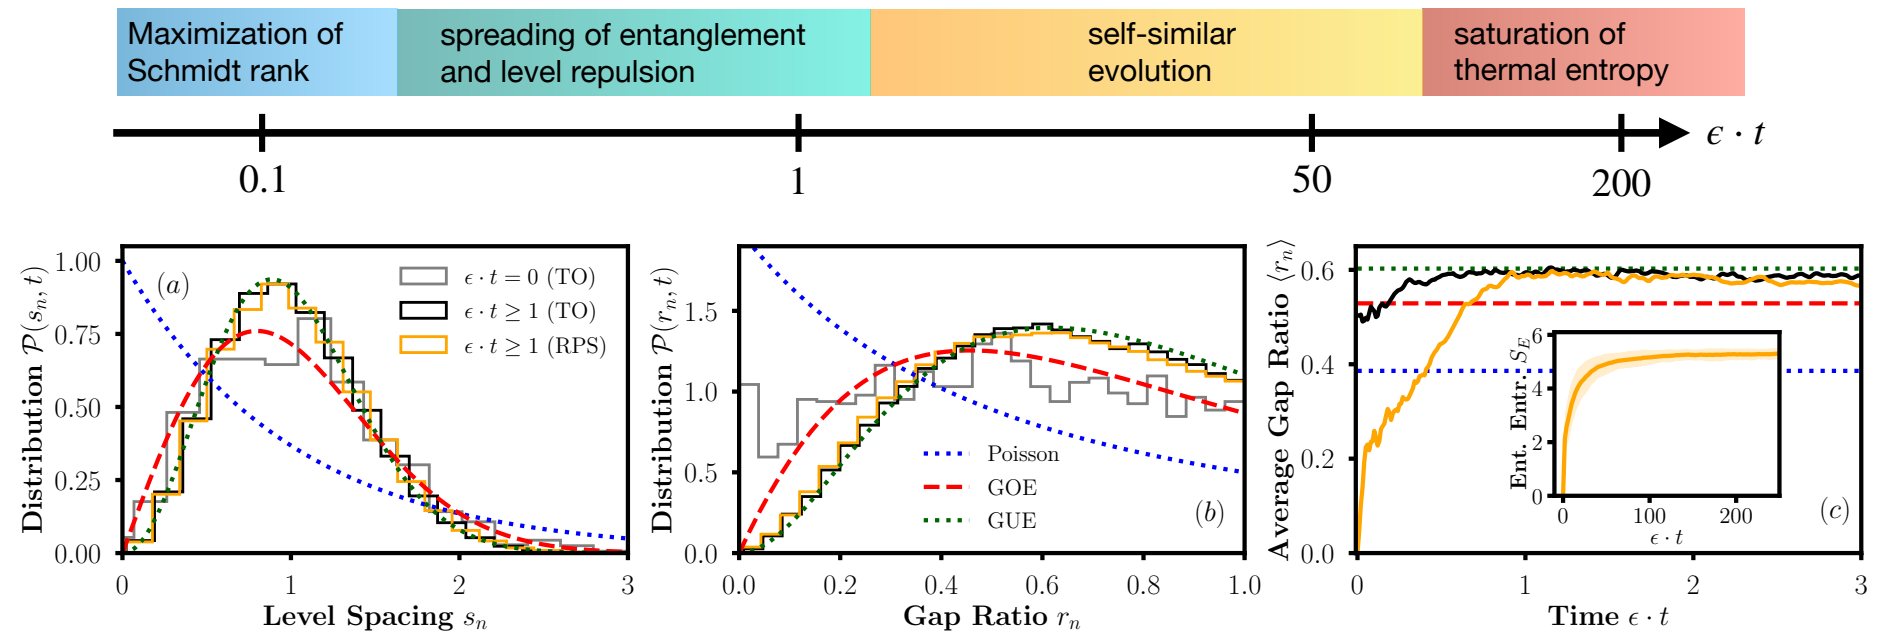 Maximization of
Schmidt rank
spreading of entanglement
and level repulsion
self-similar
evolution
saturation of
thermal entropy
ϵ · t
0.1
1
50
200
Distribution 𝒫(sₙ, t)
1.00
0.75
0.50
0.25
0.00
(a)
ϵ · t = 0 (TO)
ϵ · t ≥ 1 (TO)
ϵ · t ≥ 1 (RPS)
0
1
2
3
Level Spacing sₙ
Distribution 𝒫(rₙ, t)
1.5
1.0
0.5
0.0
Poisson
GOE
GUE
(b)
0.0
0.2
0.4
0.6
0.8
1.0
Gap Ratio rₙ
Average Gap Ratio ⟨rₙ⟩
0.6
0.4
0.2
0.0
Ent. Entr. S_E
6
4
2
0
0
100
200
ϵ · t
(c)
0
1
2
3
Time ϵ · t